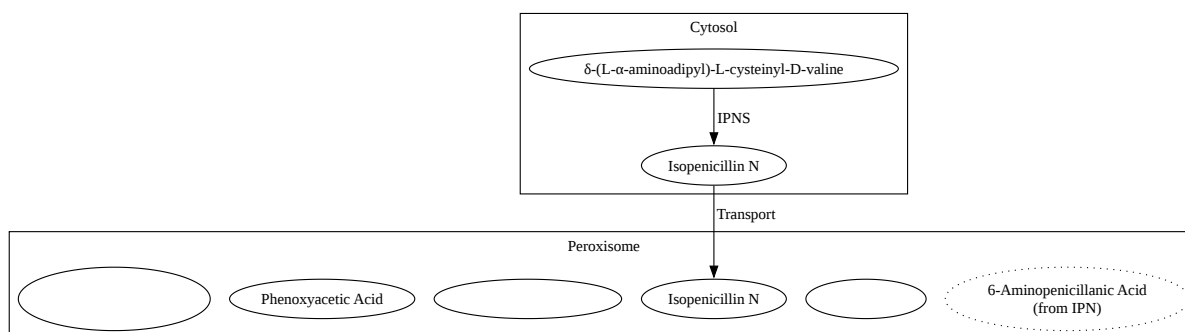 Cytosol
δ-(L-α-aminoadipyl)-L-cysteinyl-D-valine
IPNS
Isopenicillin N
Transport
Peroxisome
Phenoxyacetic Acid
Isopenicillin N
6-Aminopenicillanic Acid
(from IPN)